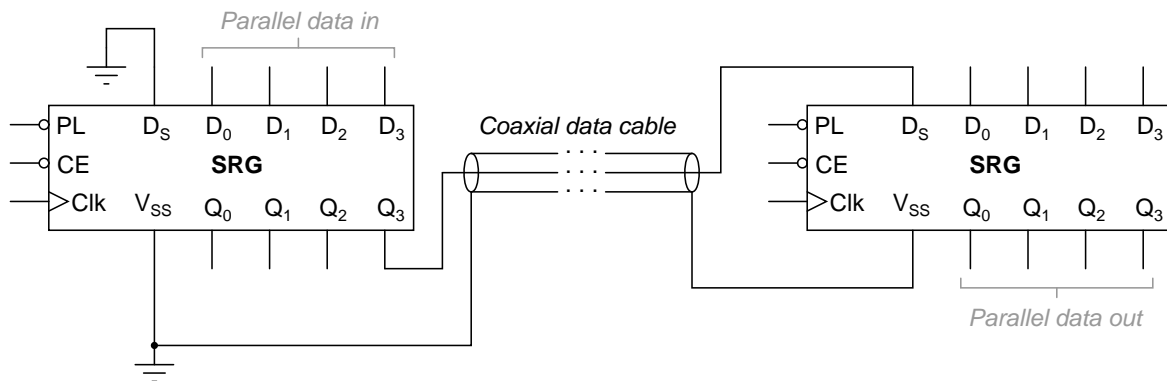 Parallel data in
PL D_S D_0 D_1 D_2 D_3
CE SRG
Clk V_SS Q_0 Q_1 Q_2 Q_3
Coaxial data cable
PL D_S D_0 D_1 D_2 D_3
CE SRG
Clk V_SS Q_0 Q_1 Q_2 Q_3
Parallel data out